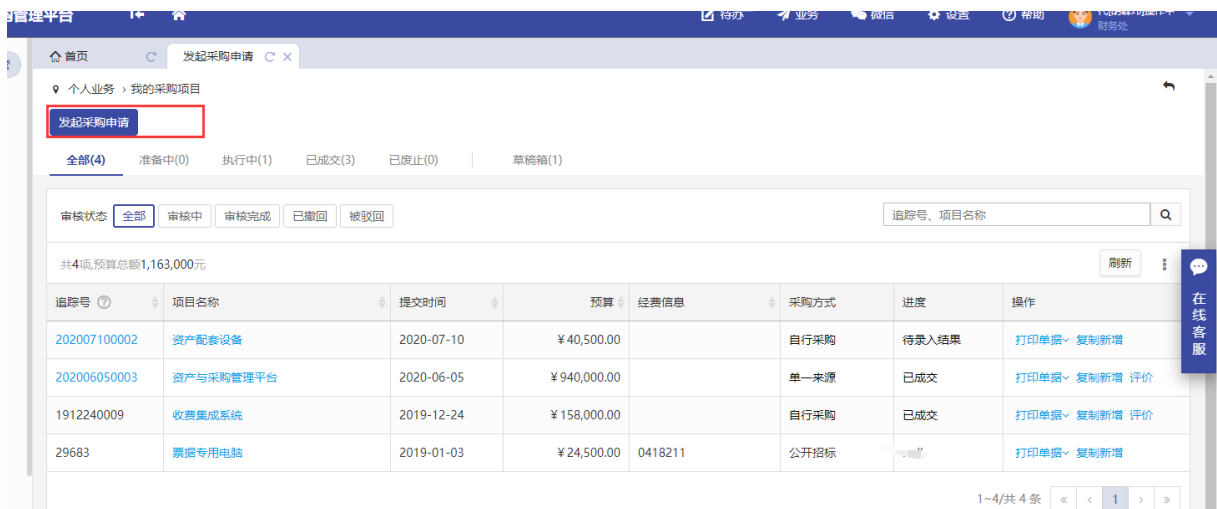 管理平台 待办 业务 微信 设置 帮助
财务处
首页 发起采购申请
个人业务 > 我的采购项目
发起采购申请
全部(4) 准备中(0) 执行中(1) 已成交(3) 已废止(0) 草稿箱(1)
审核状态 全部 审核中 审核完成 已撤回 被驳回 追踪号、项目名称
共4项,预算总额1,163,000元 刷新
追踪号 项目名称 提交时间 预算 经费信息 采购方式 进度 操作
202007100002 资产配套设备 2020-07-10 ¥40,500.00 自行采购 待录入结果 打印单据 复制新增
202006050003 资产与采购管理平台 2020-06-05 ¥940,000.00 单一来源 已成交 打印单据 复制新增 评价
1912240009 收费集成系统 2019-12-24 ¥158,000.00 自行采购 已成交 打印单据 复制新增 评价
29683 票据专用电脑 2019-01-03 ¥24,500.00 0418211 公开招标 打印单据 复制新增
1~4/共 4 条 « < 1 > »
在线客服